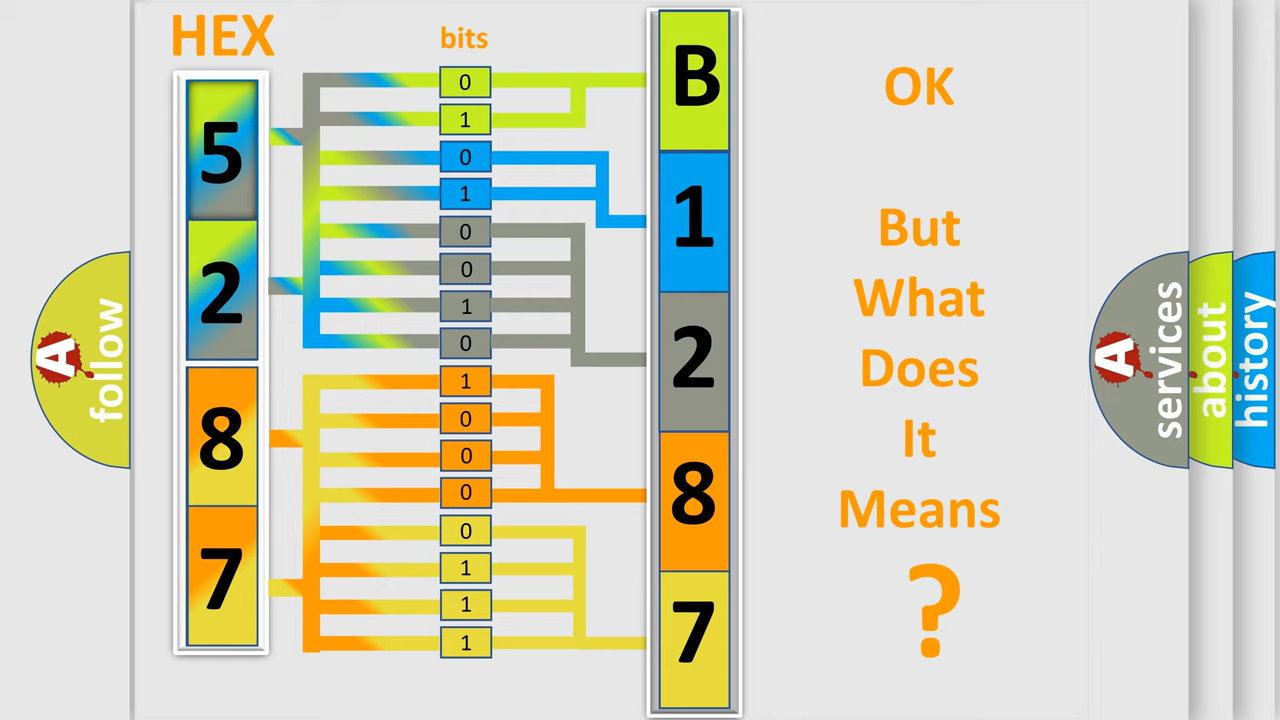 HEX
bits
5
2
8
7
0
1
0
1
0
0
1
0
1
0
0
0
0
1
1
1
B
1
2
8
7
OK
But
What
Does
It
Means
?
A
follow
A
services
about
history